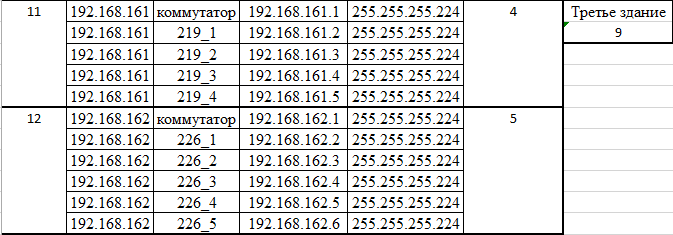 11 192.168.161 коммутатор 192.168.161.1 255.255.255.224 4 Третье здание
192.168.161 219_1 192.168.161.2 255.255.255.224 9
192.168.161 219_2 192.168.161.3 255.255.255.224
192.168.161 219_3 192.168.161.4 255.255.255.224
192.168.161 219_4 192.168.161.5 255.255.255.224
12 192.168.162 коммутатор 192.168.162.1 255.255.255.224 5
192.168.162 226_1 192.168.162.2 255.255.255.224
192.168.162 226_2 192.168.162.3 255.255.255.224
192.168.162 226_3 192.168.162.4 255.255.255.224
192.168.162 226_4 192.168.162.5 255.255.255.224
192.168.162 226_5 192.168.162.6 255.255.255.224